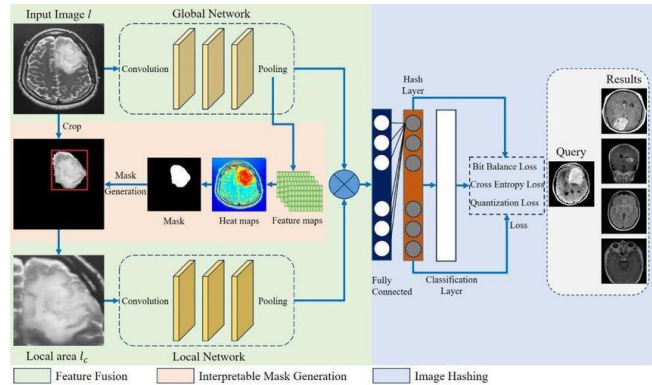 Input Image l
Global Network
Convolution
Pooling
Crop
Mask
Generation
Mask
Heat maps
Feature maps
Convolution
Pooling
Local area l_c
Local Network
Hash
Layer
Fully
Connected
Classification
Layer
Bit Balance Loss
Cross Entropy Loss
Quantization Loss
Loss
Query
Results
Feature Fusion
Interpretable Mask Generation
Image Hashing